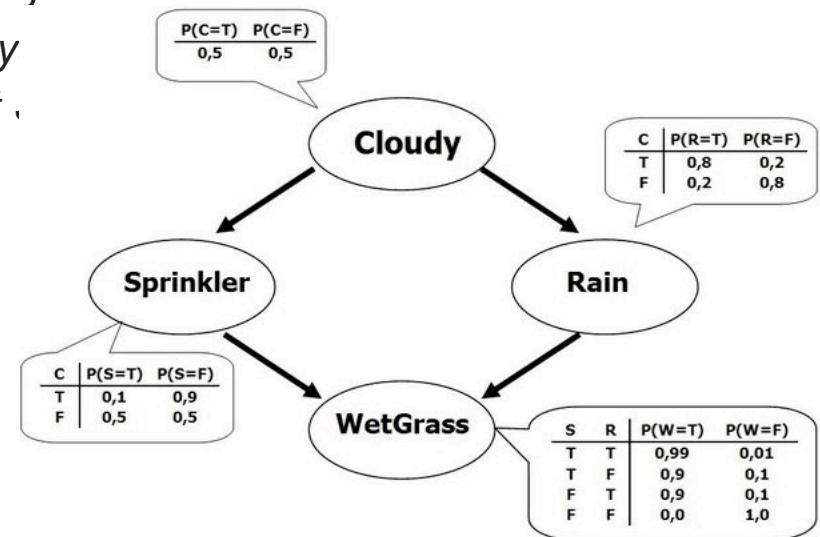 y
P(C=T) P(C=F)
0,5 0,5
Cloudy
C P(R=T) P(R=F)
T 0,8 0,2
F 0,2 0,8
Sprinkler
Rain
C P(S=T) P(S=F)
T 0,1 0,9
F 0,5 0,5
WetGrass
S R P(W=T) P(W=F)
T T 0,99 0,01
T F 0,9 0,1
F T 0,9 0,1
F F 0,0 1,0